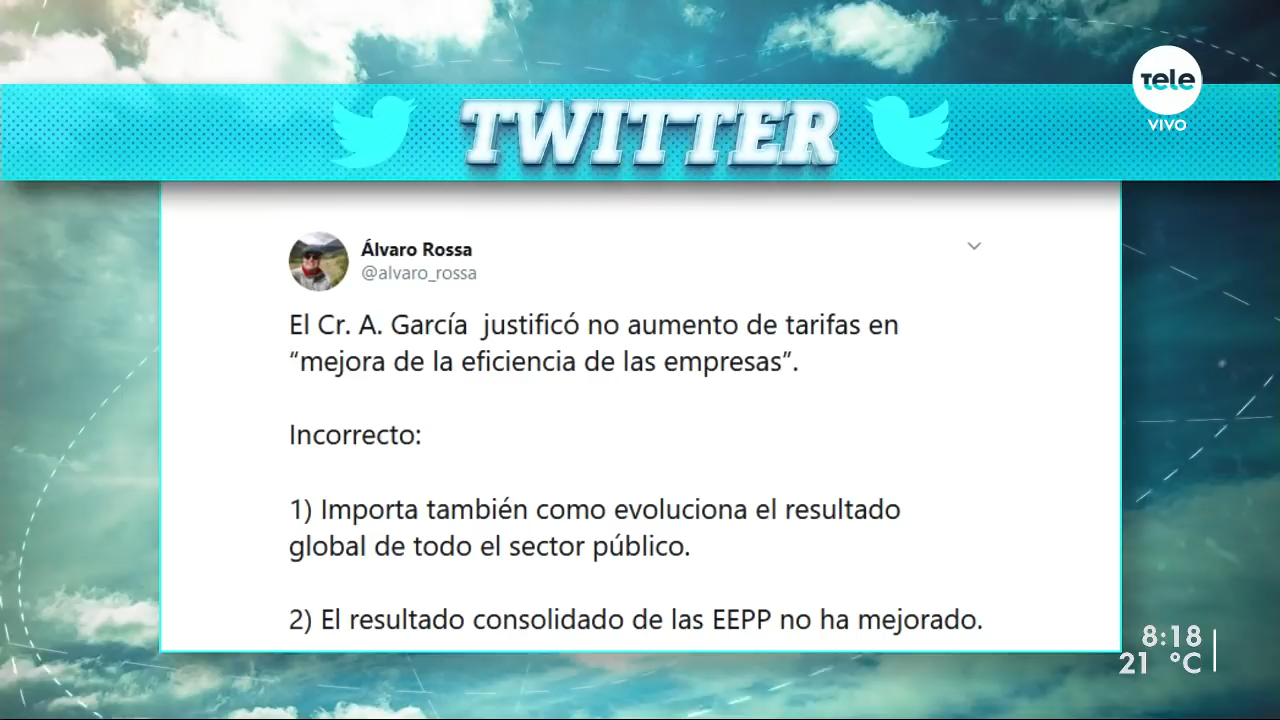 TWITTER
tele
VIVO
Álvaro Rossa
@alvaro_rossa
El Cr. A. García justificó no aumento de tarifas en
“mejora de la eficiencia de las empresas”.
Incorrecto:
1) Importa también como evoluciona el resultado
global de todo el sector público.
2) El resultado consolidado de las EEPP no ha mejorado.
8:18
21 °C